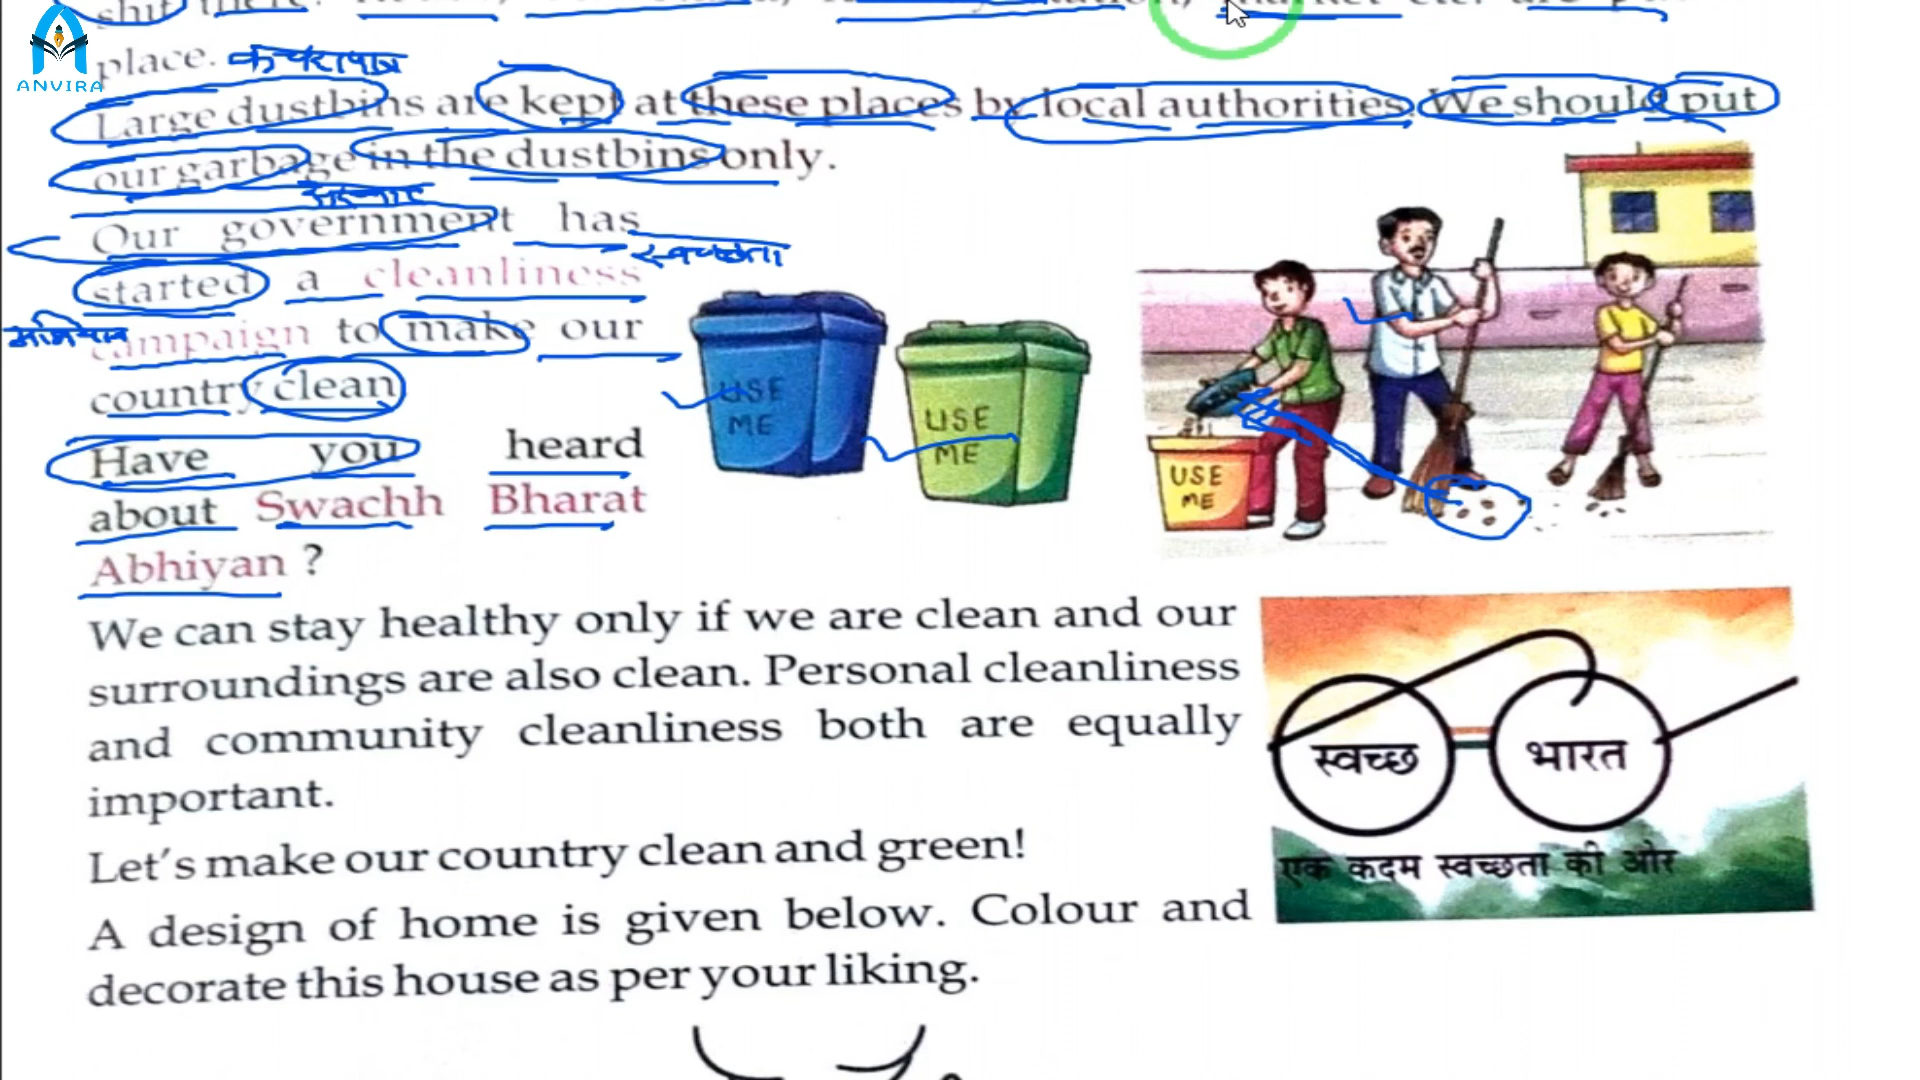 ANVIRA
place. कचरापात्र
Large dustbins are kept at these places by local authorities. We should put
our garbage in the dustbins only.
Our government has
स्वच्छता
started a cleanliness
campaign to make our
country clean
Have you heard
about Swachh Bharat
Abhiyan ?
USE
ME
USE
ME
USE
ME
We can stay healthy only if we are clean and our
surroundings are also clean. Personal cleanliness
and community cleanliness both are equally
important.
स्वच्छ भारत
एक कदम स्वच्छता की ओर
Let's make our country clean and green!
A design of home is given below. Colour and
decorate this house as per your liking.